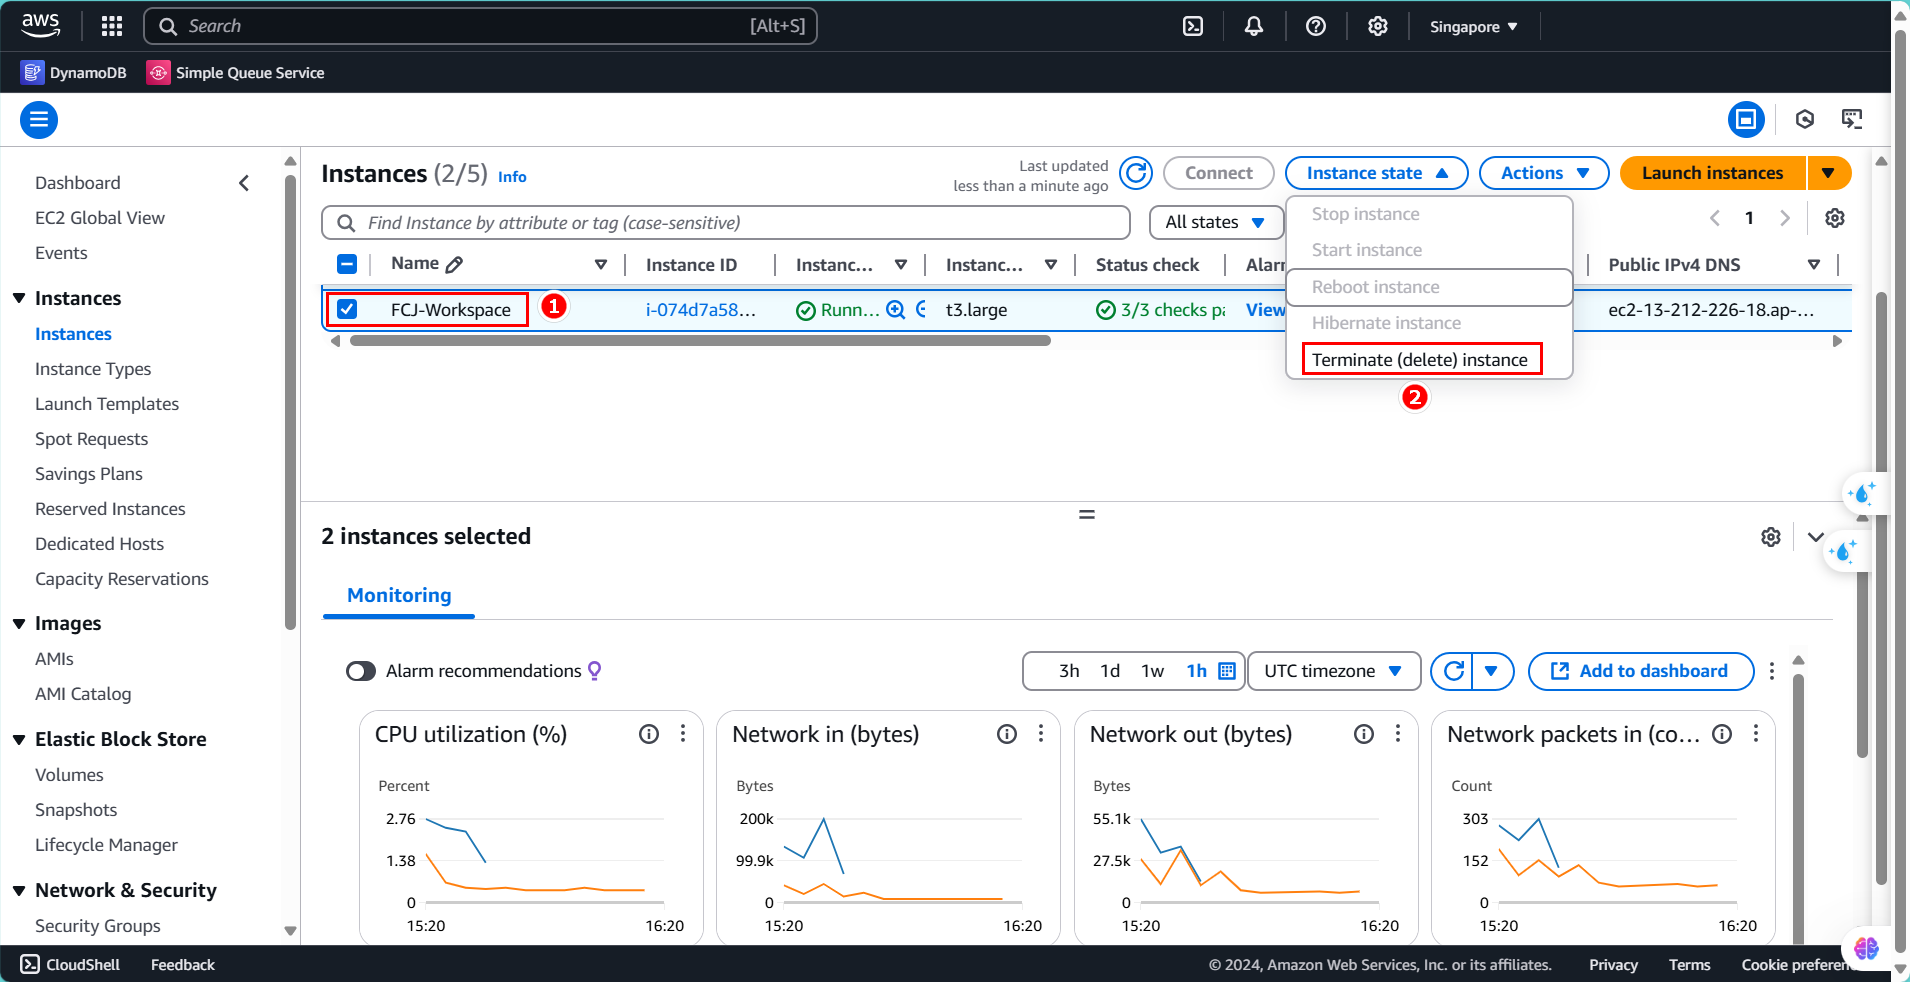 aws
Search [Alt+S]
Singapore
DynamoDB Simple Queue Service
Dashboard
EC2 Global View
Events
Instances
Instances
Instance Types
Launch Templates
Spot Requests
Savings Plans
Reserved Instances
Dedicated Hosts
Capacity Reservations
Images
AMIs
AMI Catalog
Elastic Block Store
Volumes
Snapshots
Lifecycle Manager
Network & Security
Security Groups
Instances (2/5) Info
Last updated
less than a minute ago
Connect Instance state Actions Launch instances
Find Instance by attribute or tag (case-sensitive)
All states
1
Stop instance
Start instance
Reboot instance
Hibernate instance
Terminate (delete) instance
2
Name Instance ID Instanc... Instanc... Status check Alarr Public IPv4 DNS
FCJ-Workspace 1 i-074d7a58... Runn... t3.large 3/3 checks pa View ec2-13-212-226-18.ap-...
2 instances selected
Monitoring
Alarm recommendations
3h 1d 1w 1h UTC timezone Add to dashboard
CPU utilization (%)
Percent
2.76
1.38
0
15:20 16:20
Network in (bytes)
Bytes
200k
99.9k
0
15:20 16:20
Network out (bytes)
Bytes
55.1k
27.5k
0
15:20 16:20
Network packets in (co...
Count
303
152
0
15:20 16:20
CloudShell Feedback
© 2024, Amazon Web Services, Inc. or its affiliates. Privacy Terms Cookie preferen